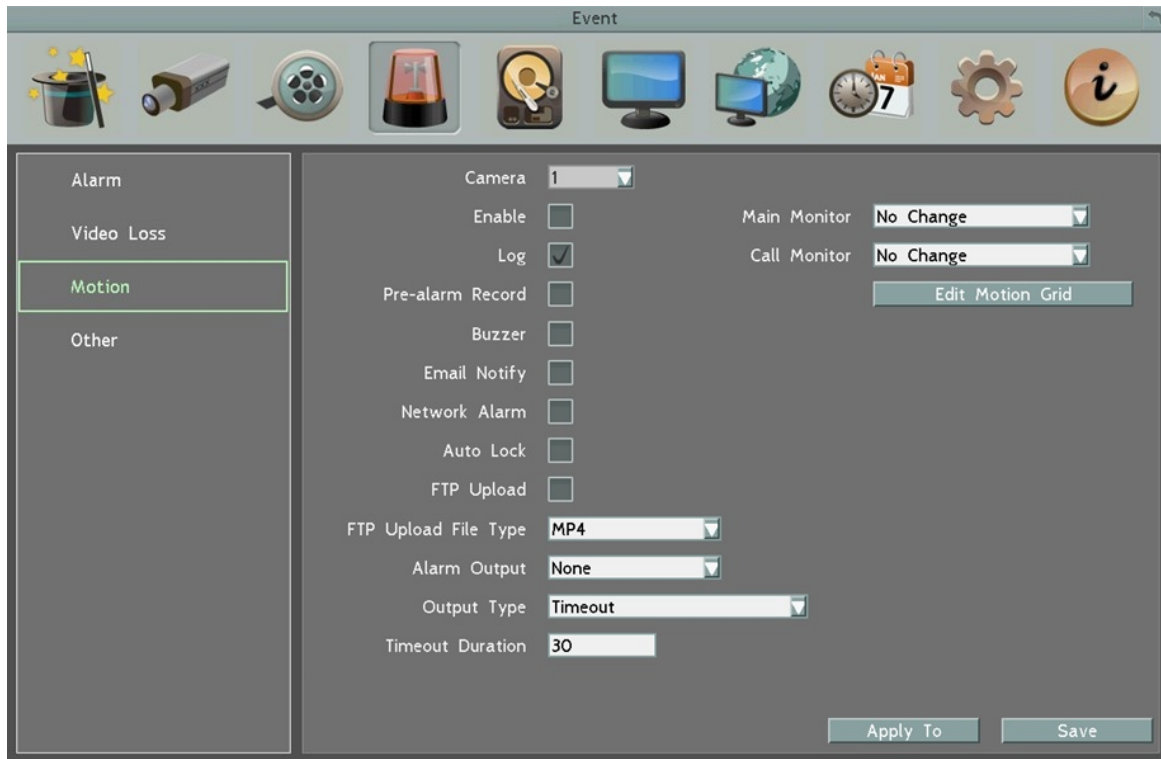 Event
JAN
7
i
Alarm
Video Loss
Motion
Other
Camera 1
Enable
Log
Pre-alarm Record
Buzzer
Email Notify
Network Alarm
Auto Lock
FTP Upload
FTP Upload File Type MP4
Alarm Output None
Output Type Timeout
Timeout Duration 30
Main Monitor No Change
Call Monitor No Change
Edit Motion Grid
Apply To Save